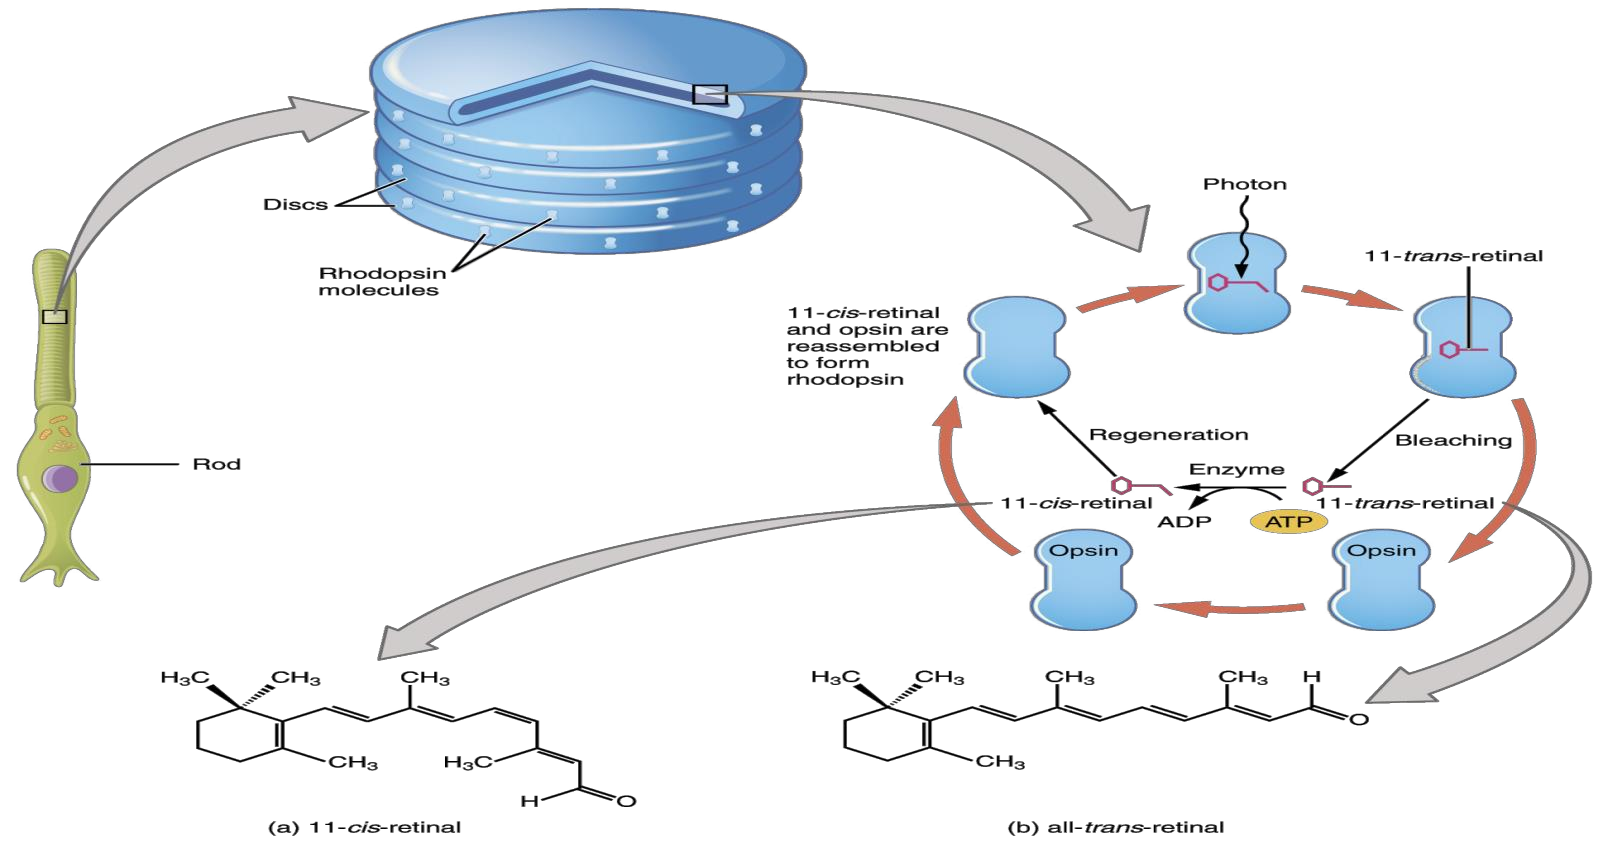 Photon
Discs
11-trans-retinal
Rhodopsin
molecules
11-cis-retinal
and opsin are
reassembled
to form
rhodopsin
Regeneration
Bleaching
Rod
Enzyme
11-cis-retinal
11-trans-retinal
ADP
ATP
Opsin
Opsin
H₃C
CH₃
CH₃
CH₃
H₃C
H
O
(a) 11-cis-retinal
H₃C
CH₃
CH₃
CH₃
H
O
CH₃
(b) all-trans-retinal